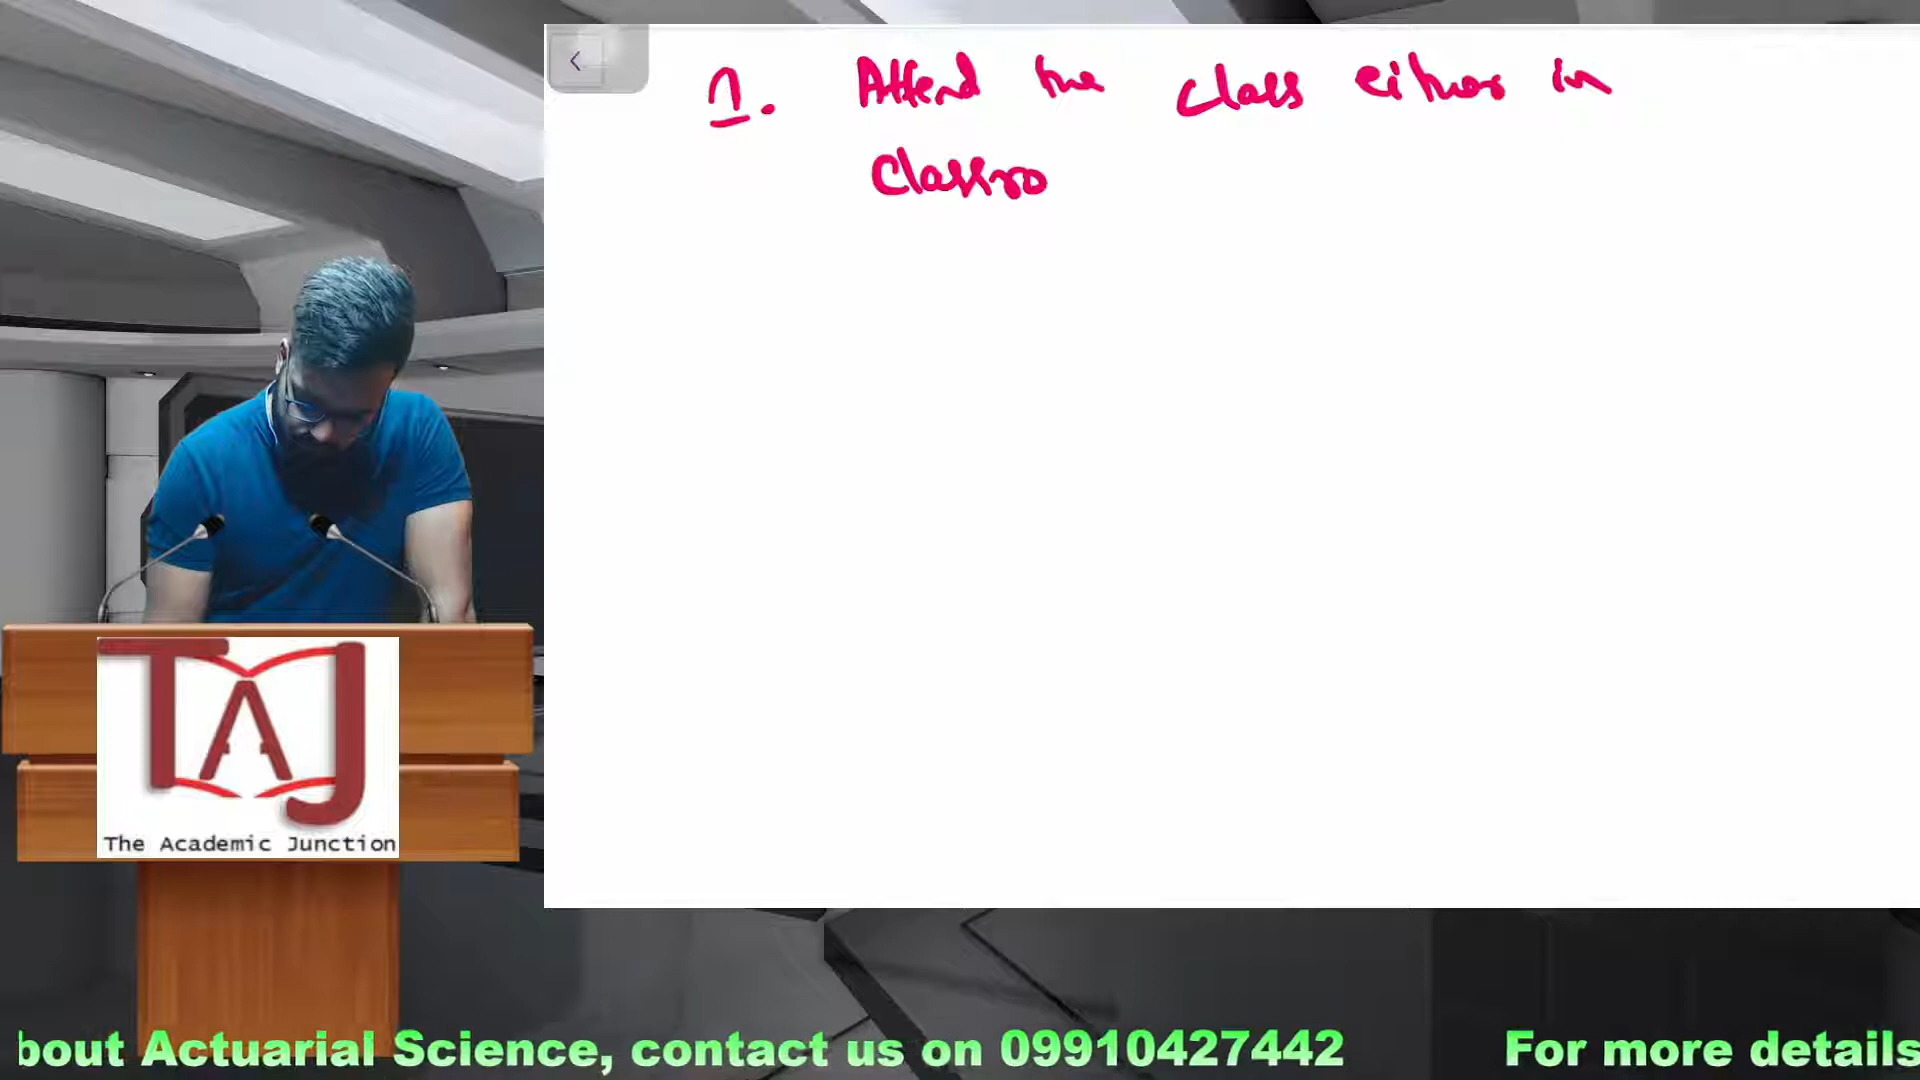 1. Attend the class either in
Classro
TAJ
The Academic Junction
bout Actuarial Science, contact us on 09910427442 For more details